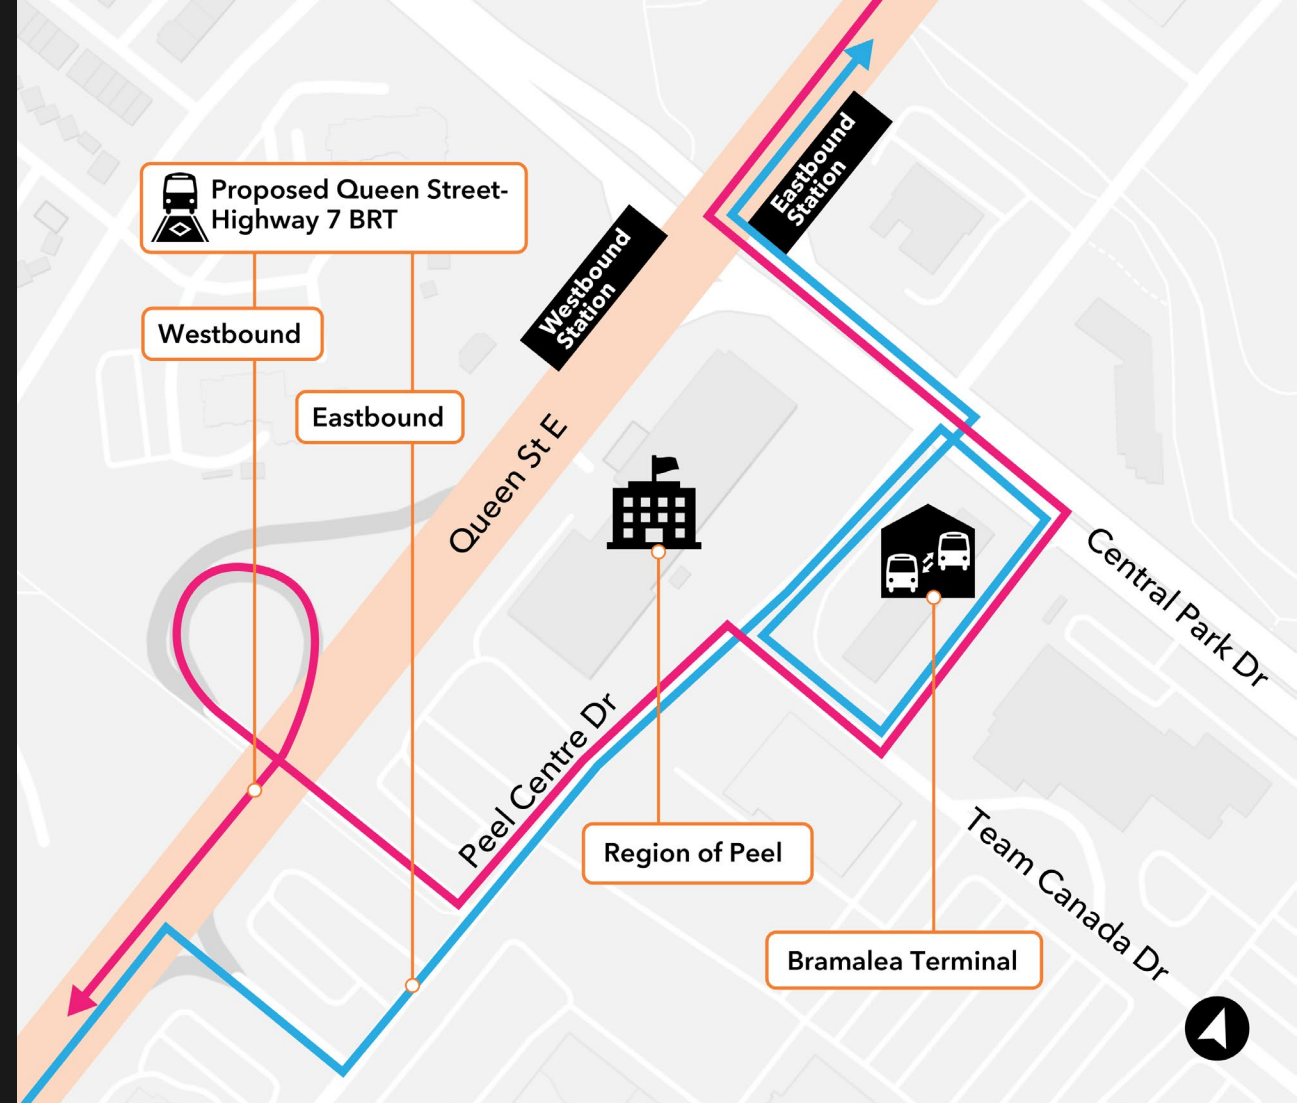 Eastbound
Station
Proposed Queen Street-
Highway 7 BRT
Westbound
Station
Westbound
Eastbound
Queen St E
Central Park Dr
Peel Centre Dr
Region of Peel
Team Canada Dr
Bramalea Terminal